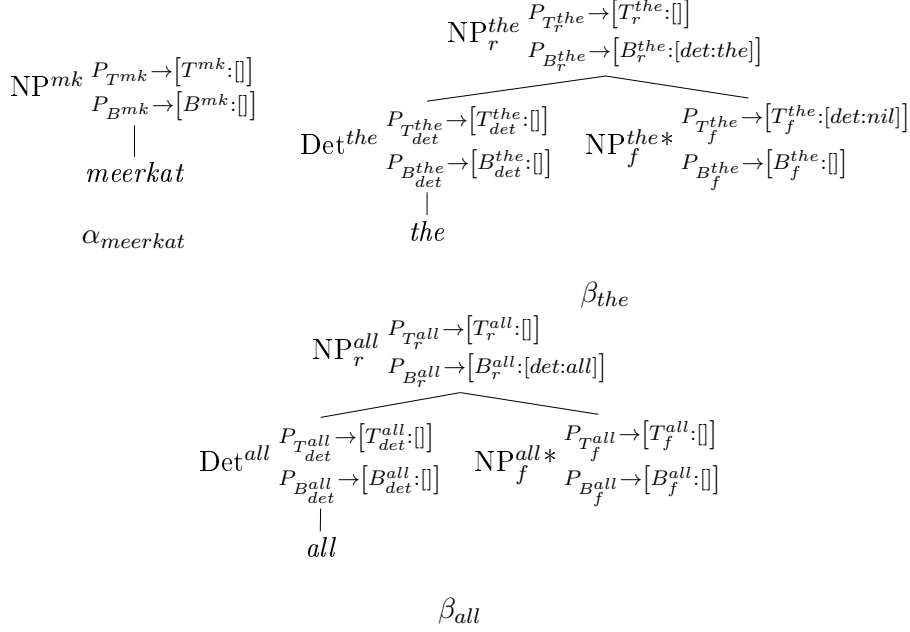 NP^{mk} P_{T^{mk}}→[T^{mk}:[]]
P_{B^{mk}}→[B^{mk}:[]]
meerkat
α_{meerkat}
NP_r^{the} P_{T_r^{the}}→[T_r^{the}:[]]
P_{B_r^{the}}→[B_r^{the}:[det:the]]
Det^{the} P_{T_{det}^{the}}→[T_{det}^{the}:[]]
P_{B_{det}^{the}}→[B_{det}^{the}:[]]
the
NP_f^{the}* P_{T_f^{the}}→[T_f^{the}:[det:nil]]
P_{B_f^{the}}→[B_f^{the}:[]]
β_{the}
NP_r^{all} P_{T_r^{all}}→[T_r^{all}:[]]
P_{B_r^{all}}→[B_r^{all}:[det:all]]
Det^{all} P_{T_{det}^{all}}→[T_{det}^{all}:[]]
P_{B_{det}^{all}}→[B_{det}^{all}:[]]
all
NP_f^{all}* P_{T_f^{all}}→[T_f^{all}:[]]
P_{B_f^{all}}→[B_f^{all}:[]]
β_{all}